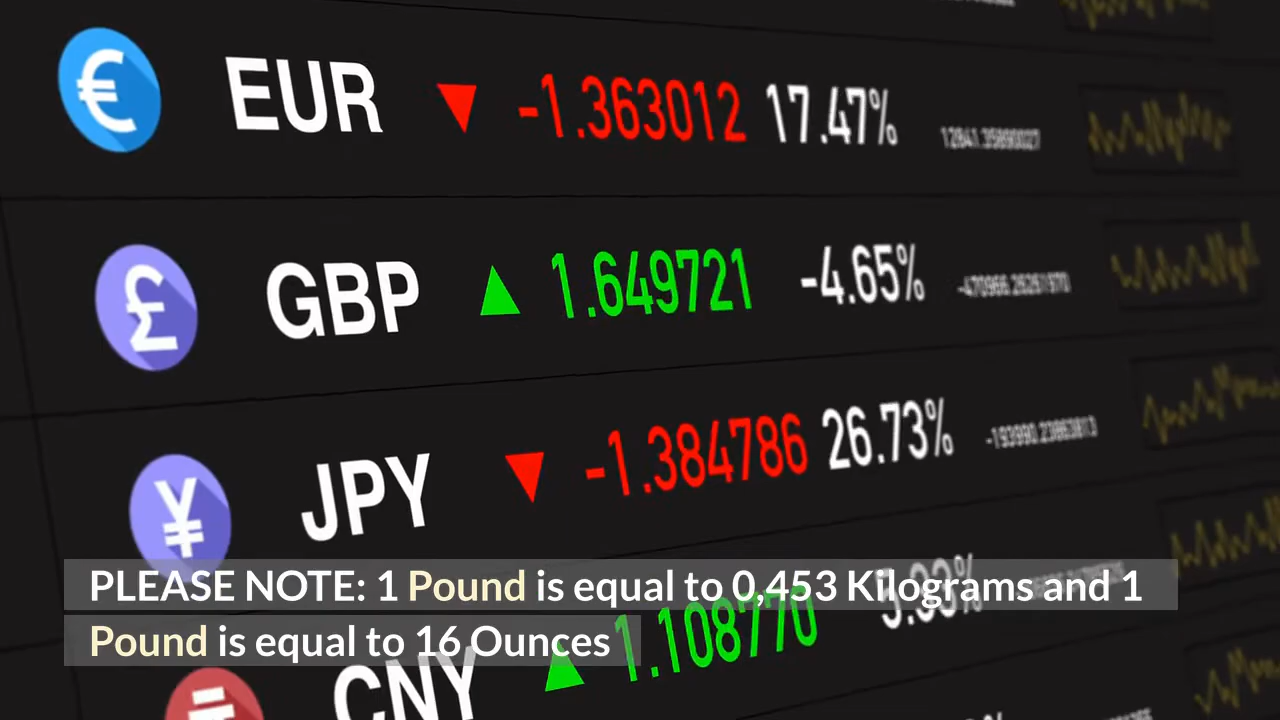 € EUR ▼ -1.363012 17.47%
£ GBP ▲ 1.649721 -4.65%
¥ JPY ▼ -1.384786 26.73%
PLEASE NOTE: 1 Pound is equal to 0,453 Kilograms and 1
Pound is equal to 16 Ounces
CNY ▲ 1.108770